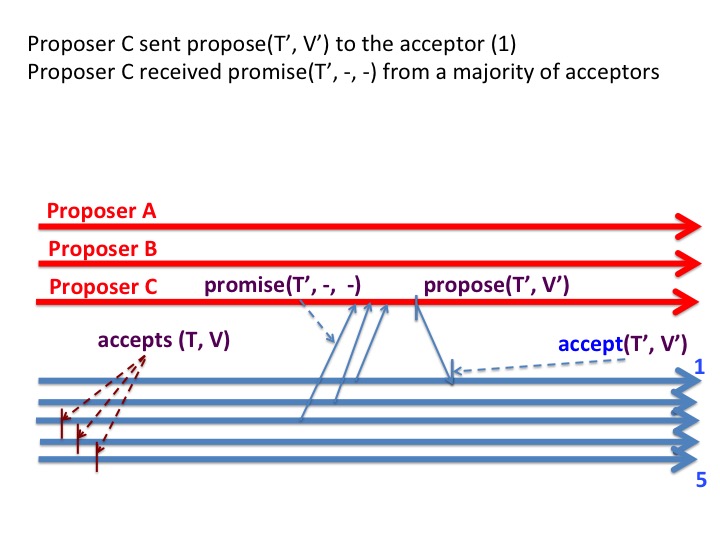 Proposer C sent propose(T’, V’) to the acceptor (1)
Proposer C received promise(T’, -, -) from a majority of acceptors
Proposer A
Proposer B
Proposer C
promise(T’, -,  -)
propose(T’, V’)
accepts (T, V)
accept(T’, V’)
1
5